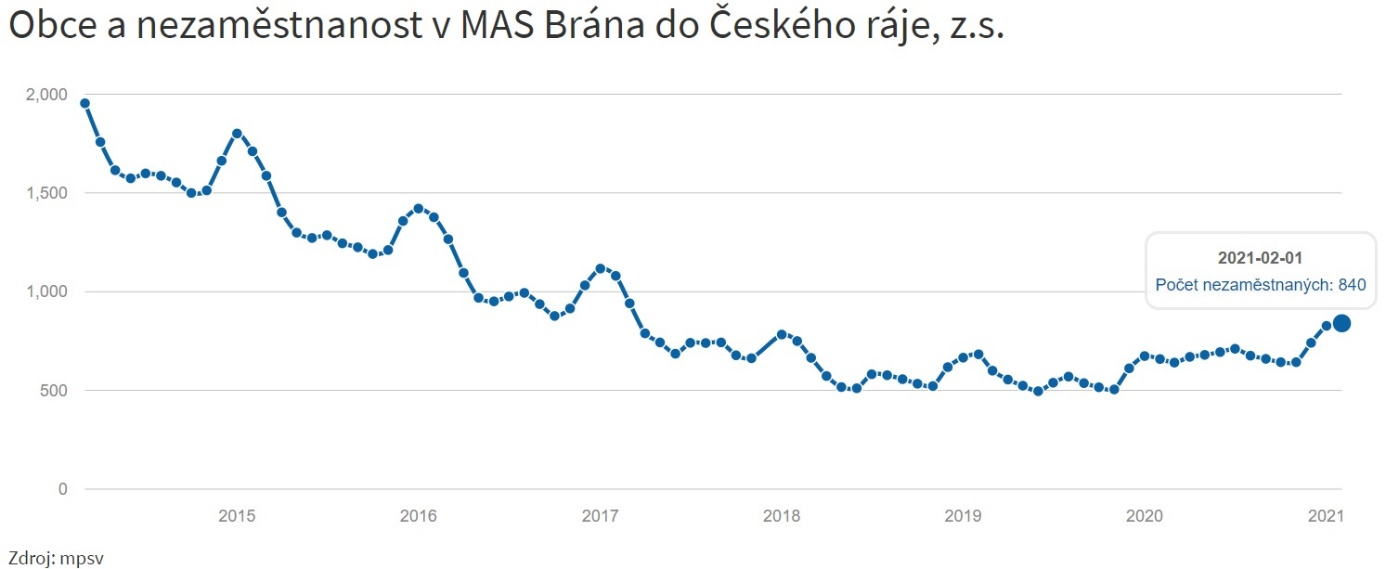 Obce a nezaměstnanost v MAS Brána do Českého ráje, z.s.
2,000
1,500
2021-02-01
Počet nezaměstnaných: 840
1,000
500
0
2015 2016 2017 2018 2019 2020 2021
Zdroj: mpsv